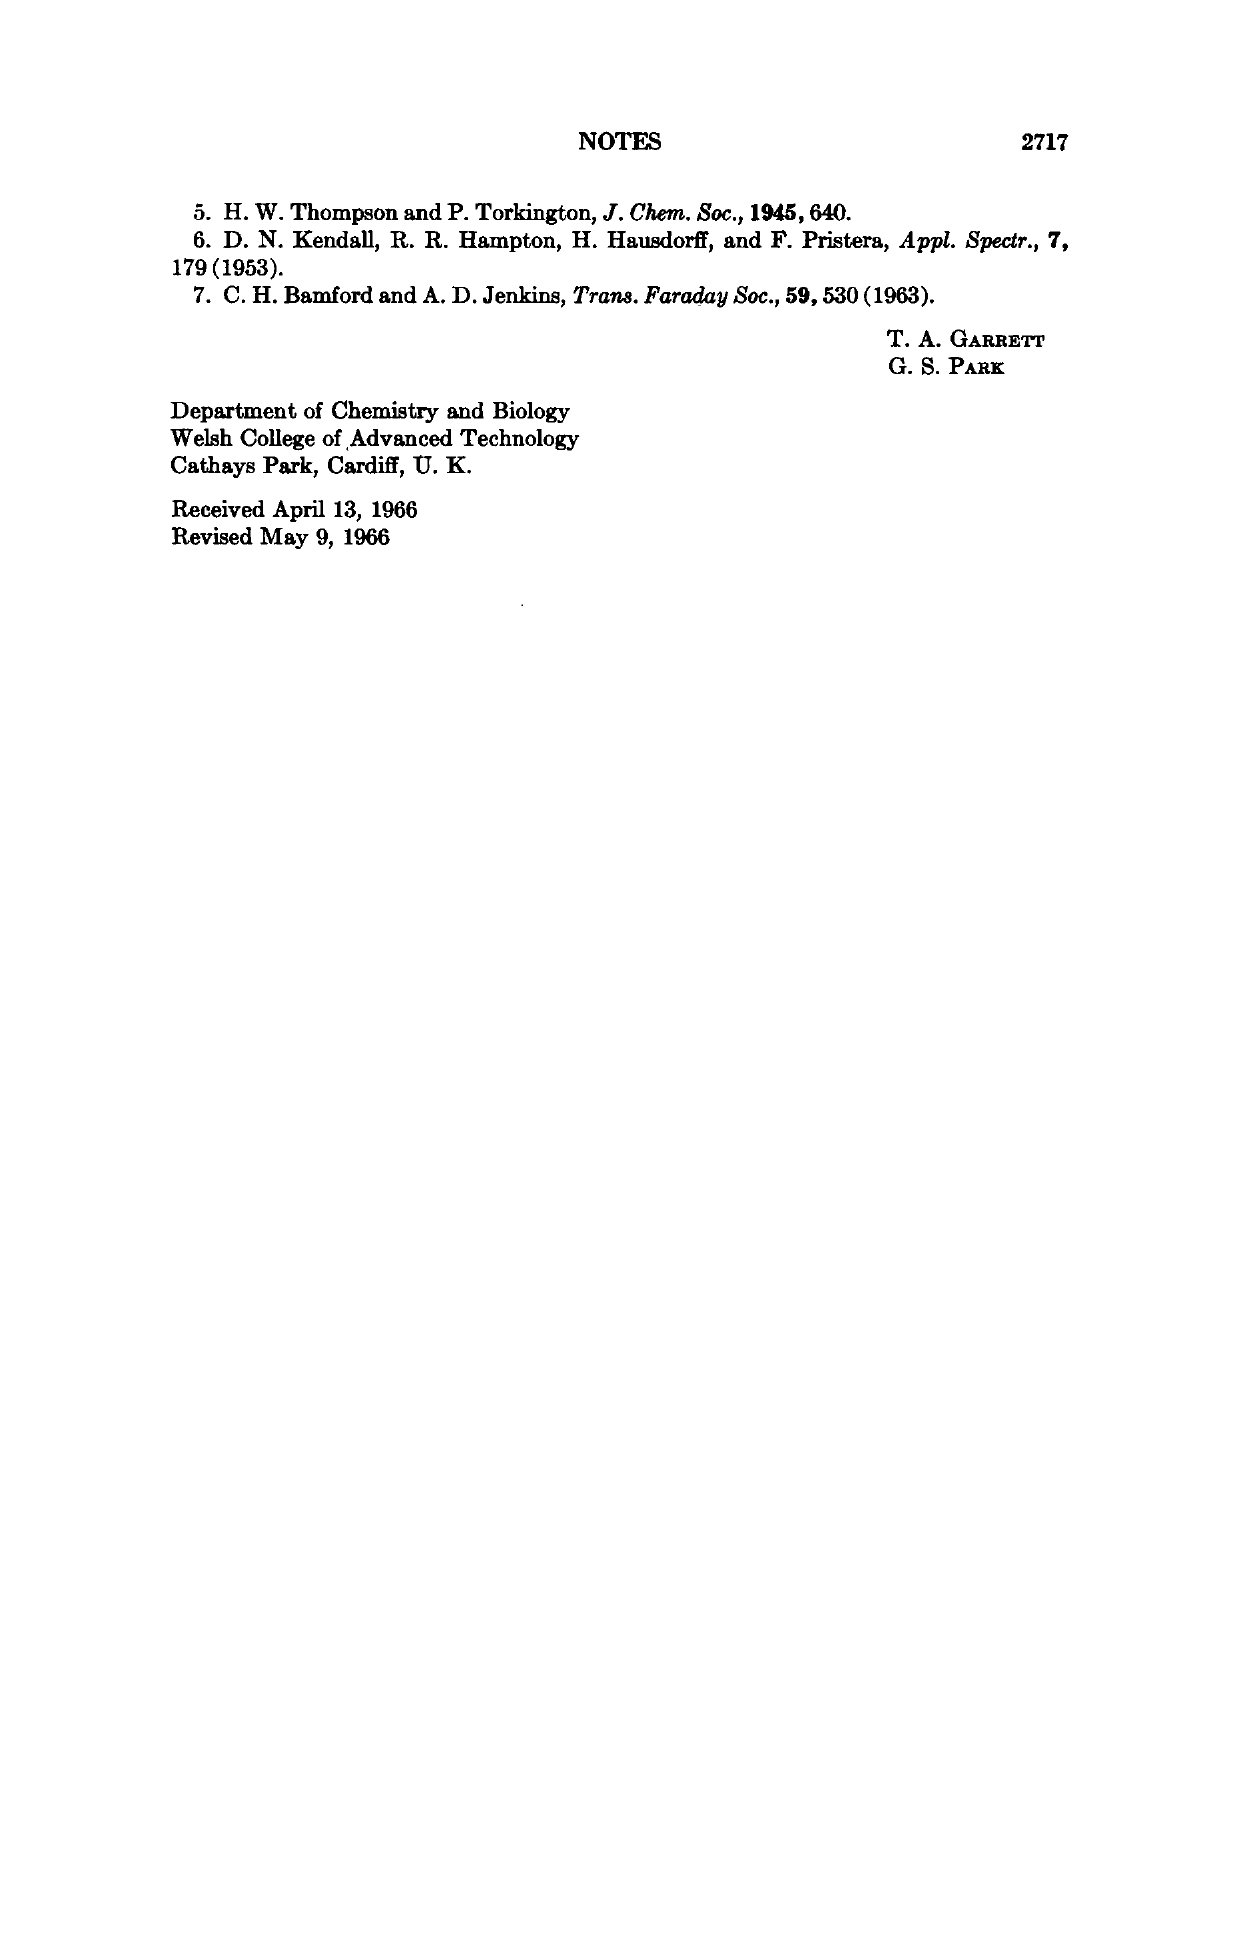 NOTES 2717
5. H. W. Thompson and P. Torkington, J. Chem. Soc., 1945, 640.
6. D. N. Kendall, R. R. Hampton, H. Hausdorff, and F. Pristera, Appl. Spectr., 7,
179 (1953).
7. C. H. Bamford and A. D. Jenkins, Trans. Faraday Soc., 59, 530 (1963).
T. A. GARRETT
G. S. PARK
Department of Chemistry and Biology
Welsh College of Advanced Technology
Cathays Park, Cardiff, U. K.
Received April 13, 1966
Revised May 9, 1966